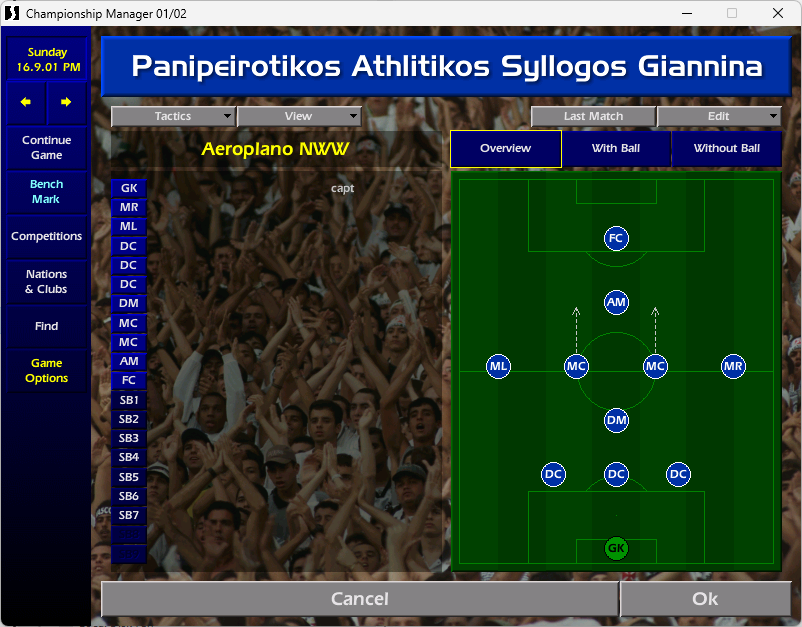 Championship Manager 01/02
Sunday
16.9.01 PM
Continue
Game
Bench
Mark
Competitions
Nations
& Clubs
Find
Game
Options
Panipeirotikos Athlitikos Syllogos Giannina
Tactics
View
Last Match
Edit
Aeroplano NWW
Overview
With Ball
Without Ball
GK capt
MR
ML
DC
DC
DC
DM
MC
MC
AM
FC
SB1
SB2
SB3
SB4
SB5
SB6
SB7
FC
AM
ML MC MC MR
DM
DC DC DC
GK
Cancel
Ok